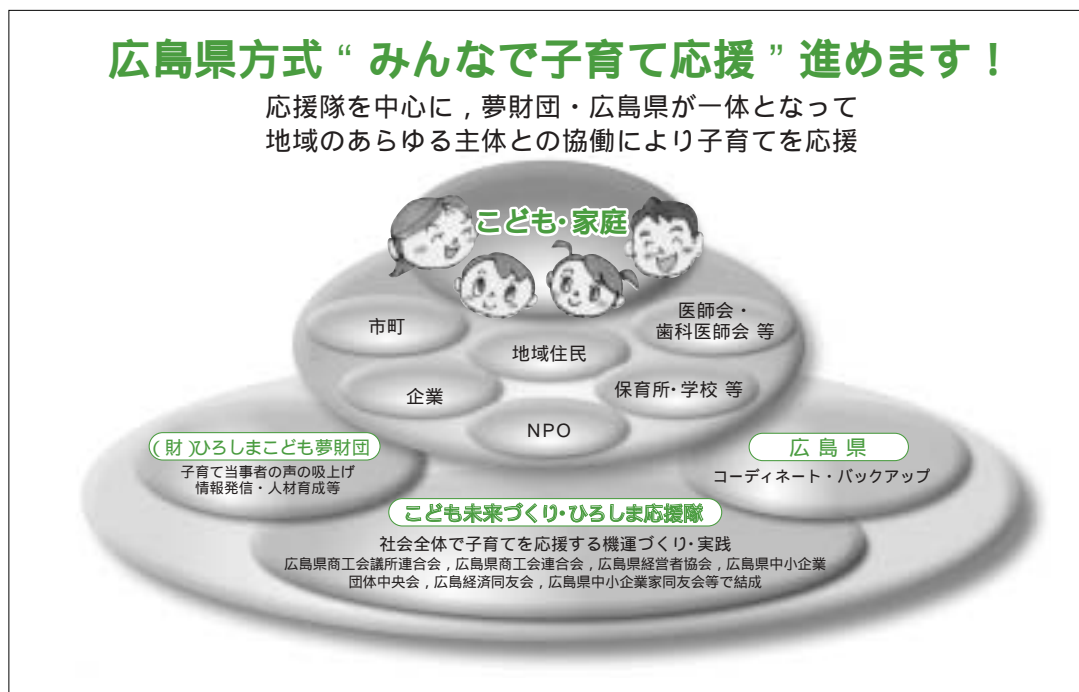 広島県方式“みんなで子育て応援”進めます！
応援隊を中心に，夢財団・広島県が一体となって
地域のあらゆる主体との協働により子育てを応援
こども・家庭
市町
医師会・
歯科医師会 等
地域住民
企業
保育所・学校 等
NPO
(財)ひろしまこども夢財団
子育て当事者の声の吸上げ
情報発信・人材育成等
広島県
コーディネート・バックアップ
こども未来づくり・ひろしま応援隊
社会全体で子育てを応援する機運づくり・実践
広島県商工会議所連合会，広島県商工会連合会，広島県経営者協会，広島県中小企業
団体中央会，広島経済同友会，広島県中小企業家同友会等で結成